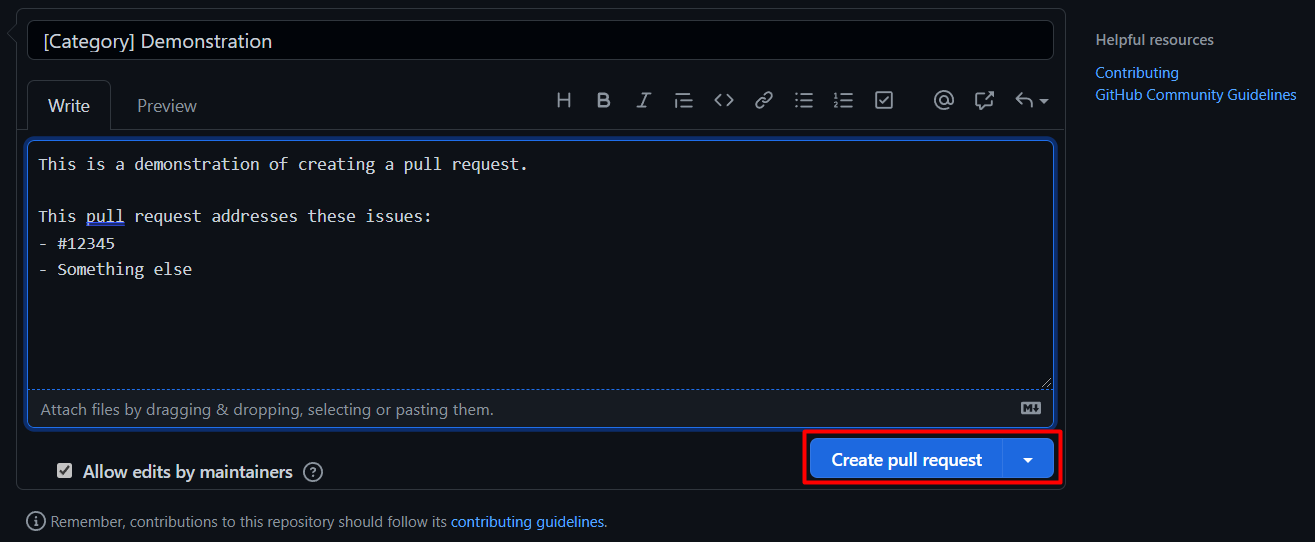 [Category] Demonstration
Helpful resources
Contributing
GitHub Community Guidelines
Write Preview
This is a demonstration of creating a pull request.
This pull request addresses these issues:
- #12345
- Something else
Attach files by dragging & dropping, selecting or pasting them.
Allow edits by maintainers
Create pull request
Remember, contributions to this repository should follow its contributing guidelines.